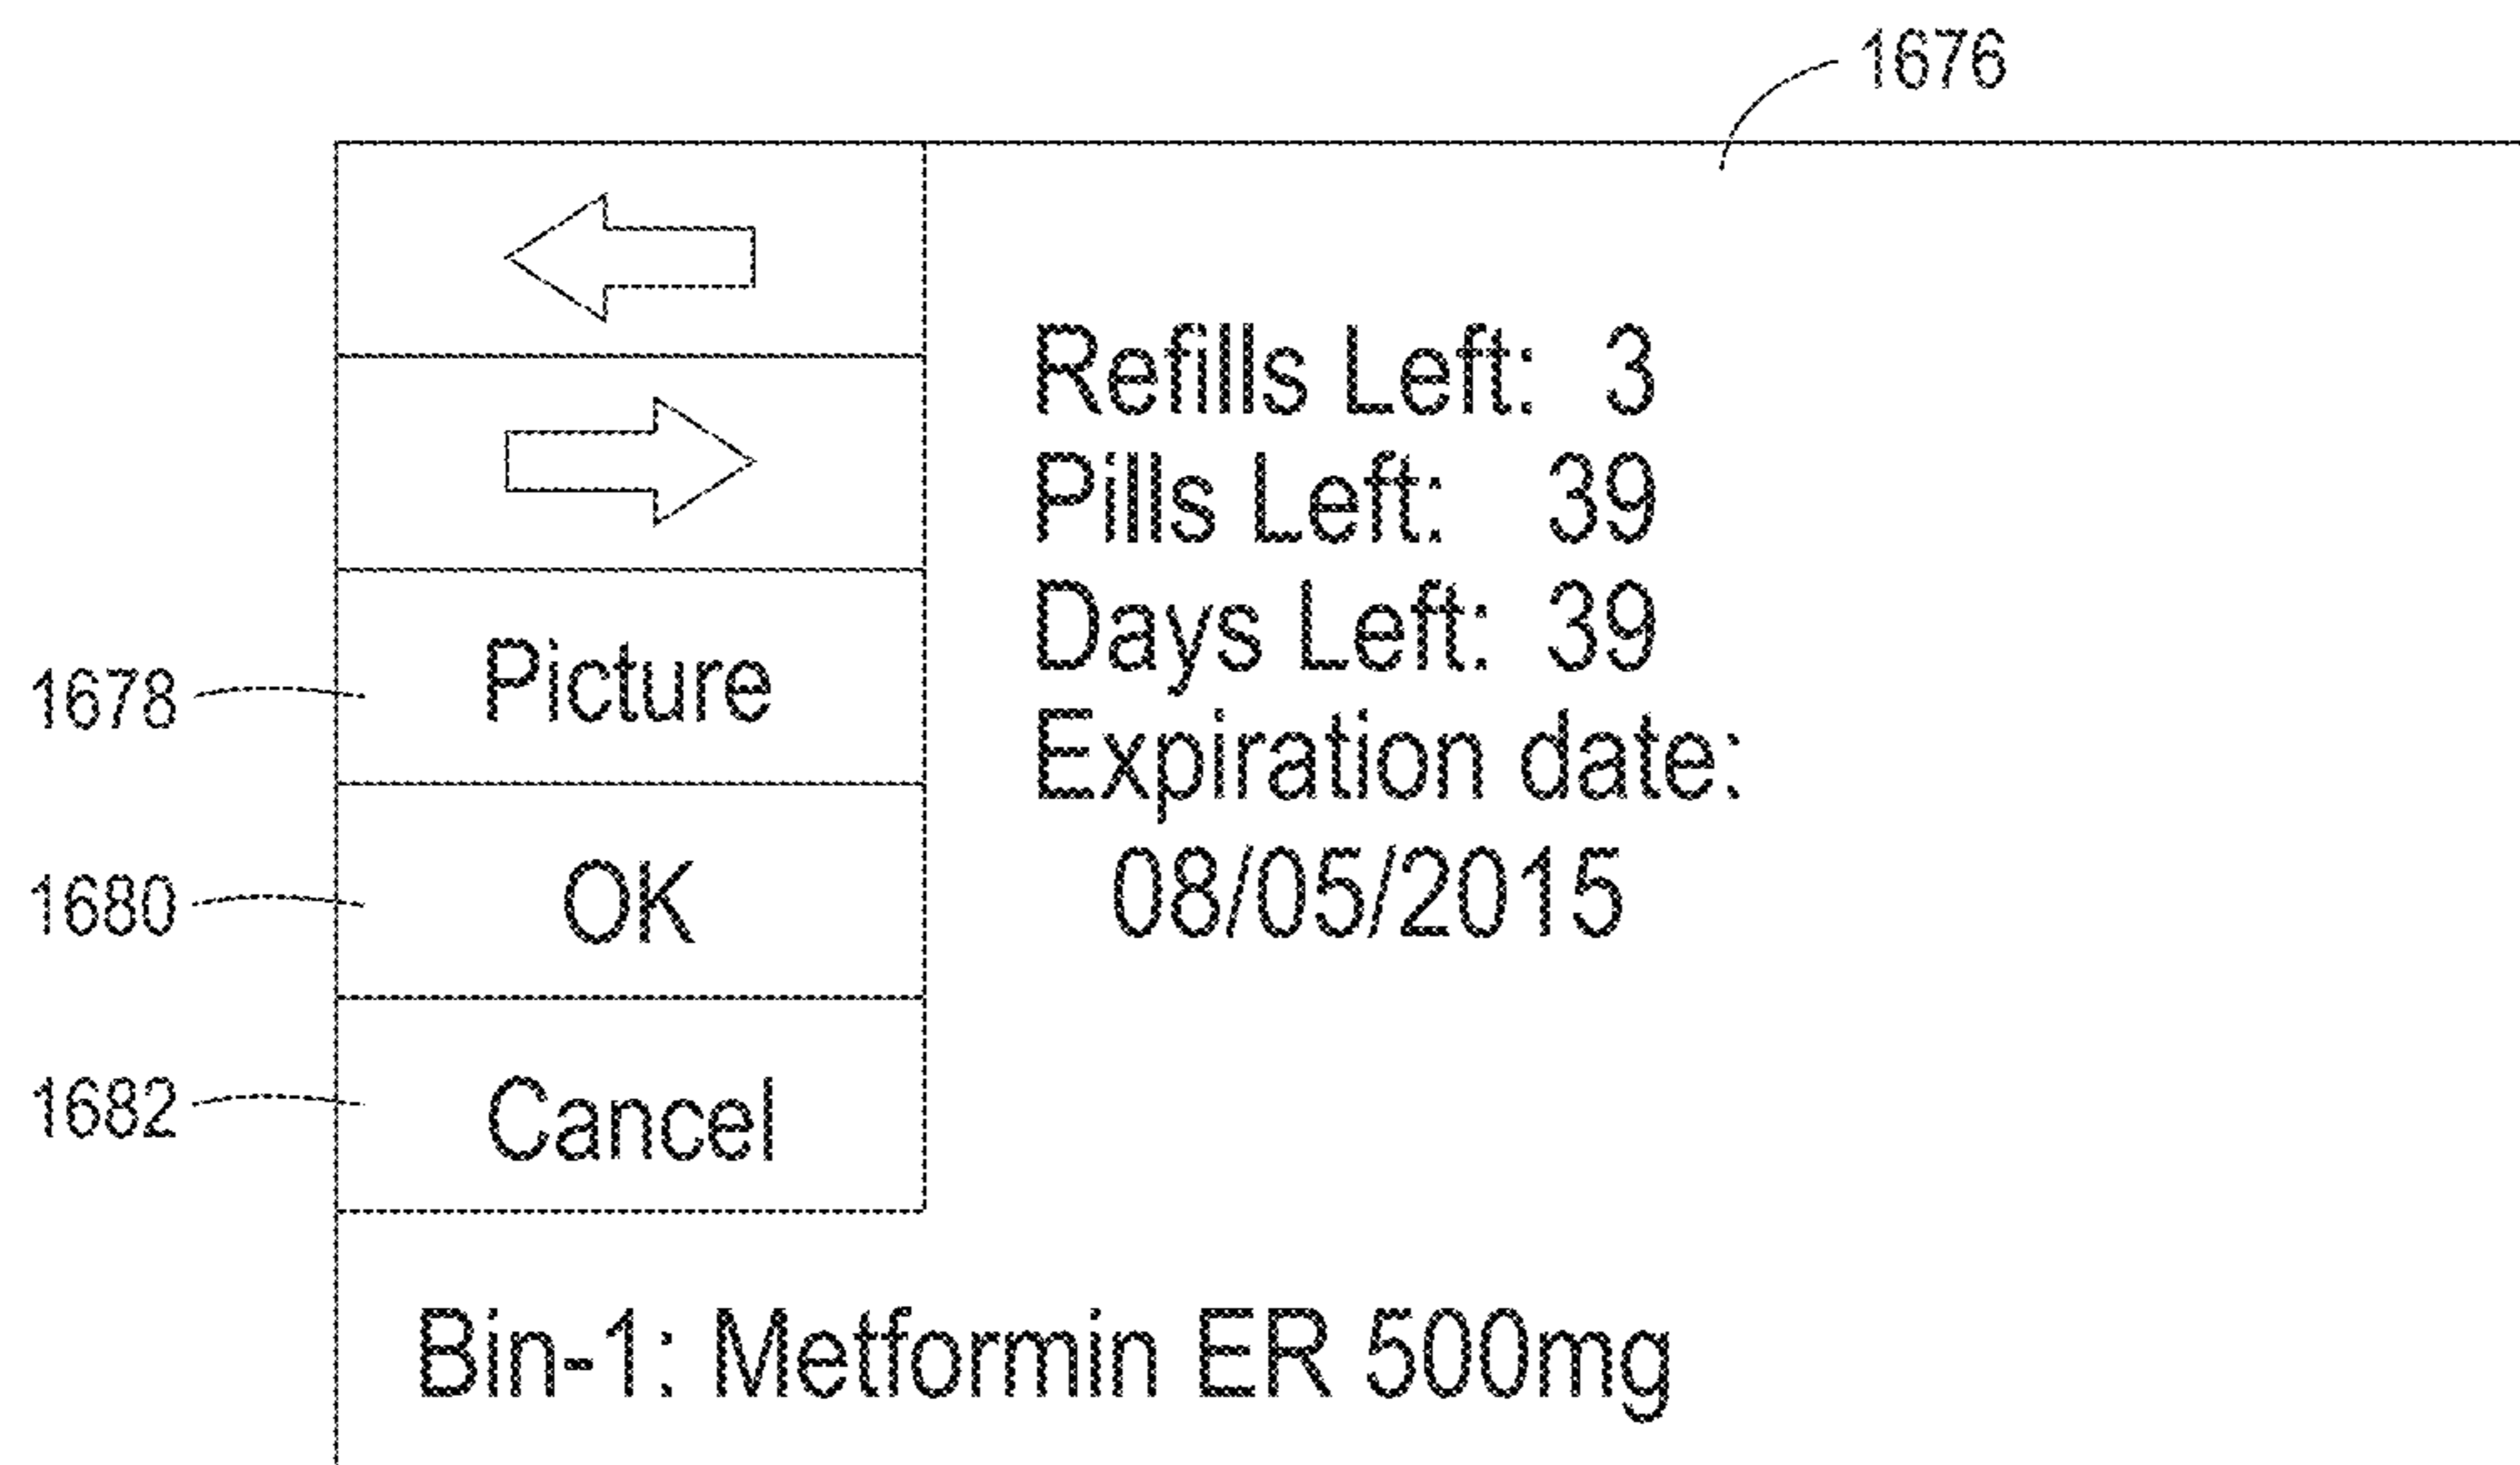 1676
Refills Left: 3
Pills Left: 39
Days Left: 39
Expiration date:
08/05/2015
1678
Picture
1680
OK
1682
Cancel
Bin-1: Metformin ER 500mg